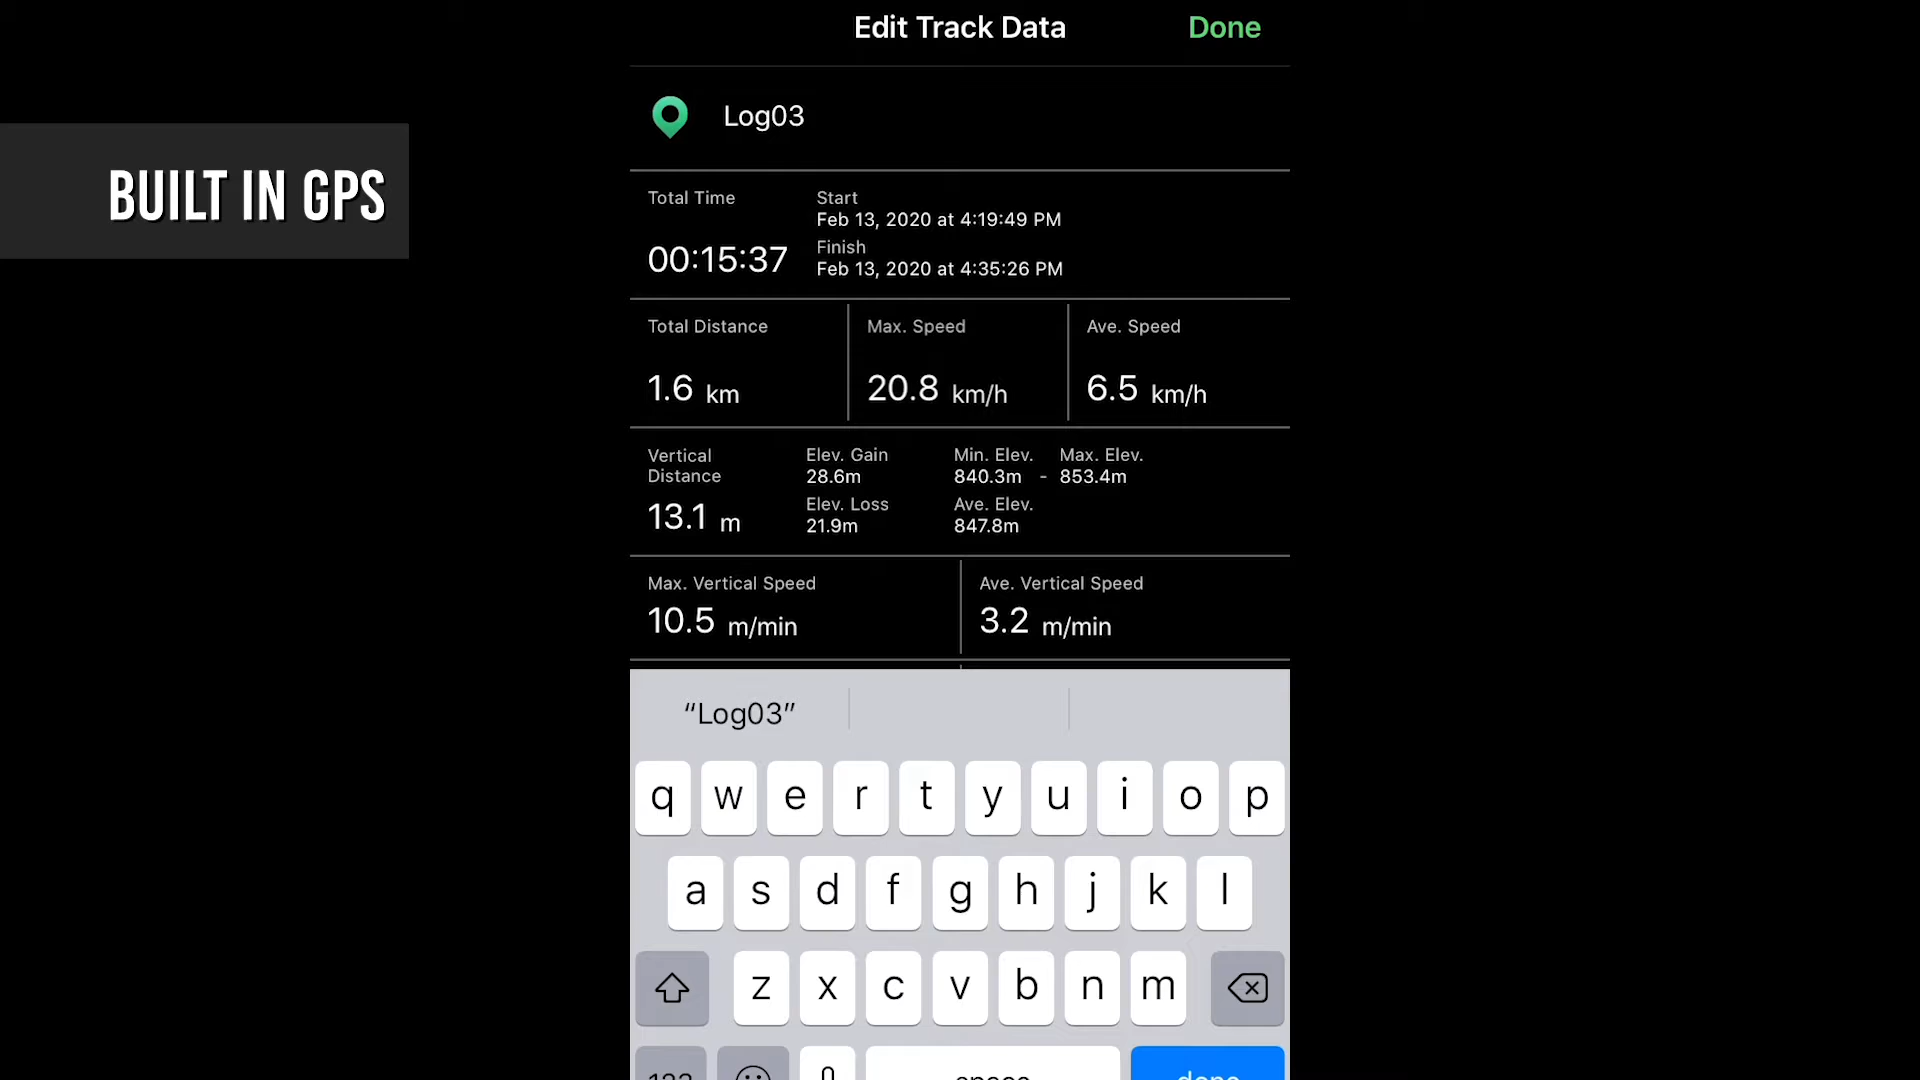 Edit Track Data
Done
BUILT IN GPS
Log03
Total Time
00:15:37
Start
Feb 13, 2020 at 4:19:49 PM
Finish
Feb 13, 2020 at 4:35:26 PM
Total Distance
1.6 km
Max. Speed
20.8 km/h
Ave. Speed
6.5 km/h
Vertical
Distance
13.1 m
Elev. Gain
28.6m
Elev. Loss
21.9m
Min. Elev. Max. Elev.
840.3m - 853.4m
Ave. Elev.
847.8m
Max. Vertical Speed
10.5 m/min
Ave. Vertical Speed
3.2 m/min
“Log03”
q w e r t y u i o p
a s d f g h j k l
z x c v b n m
123 space done